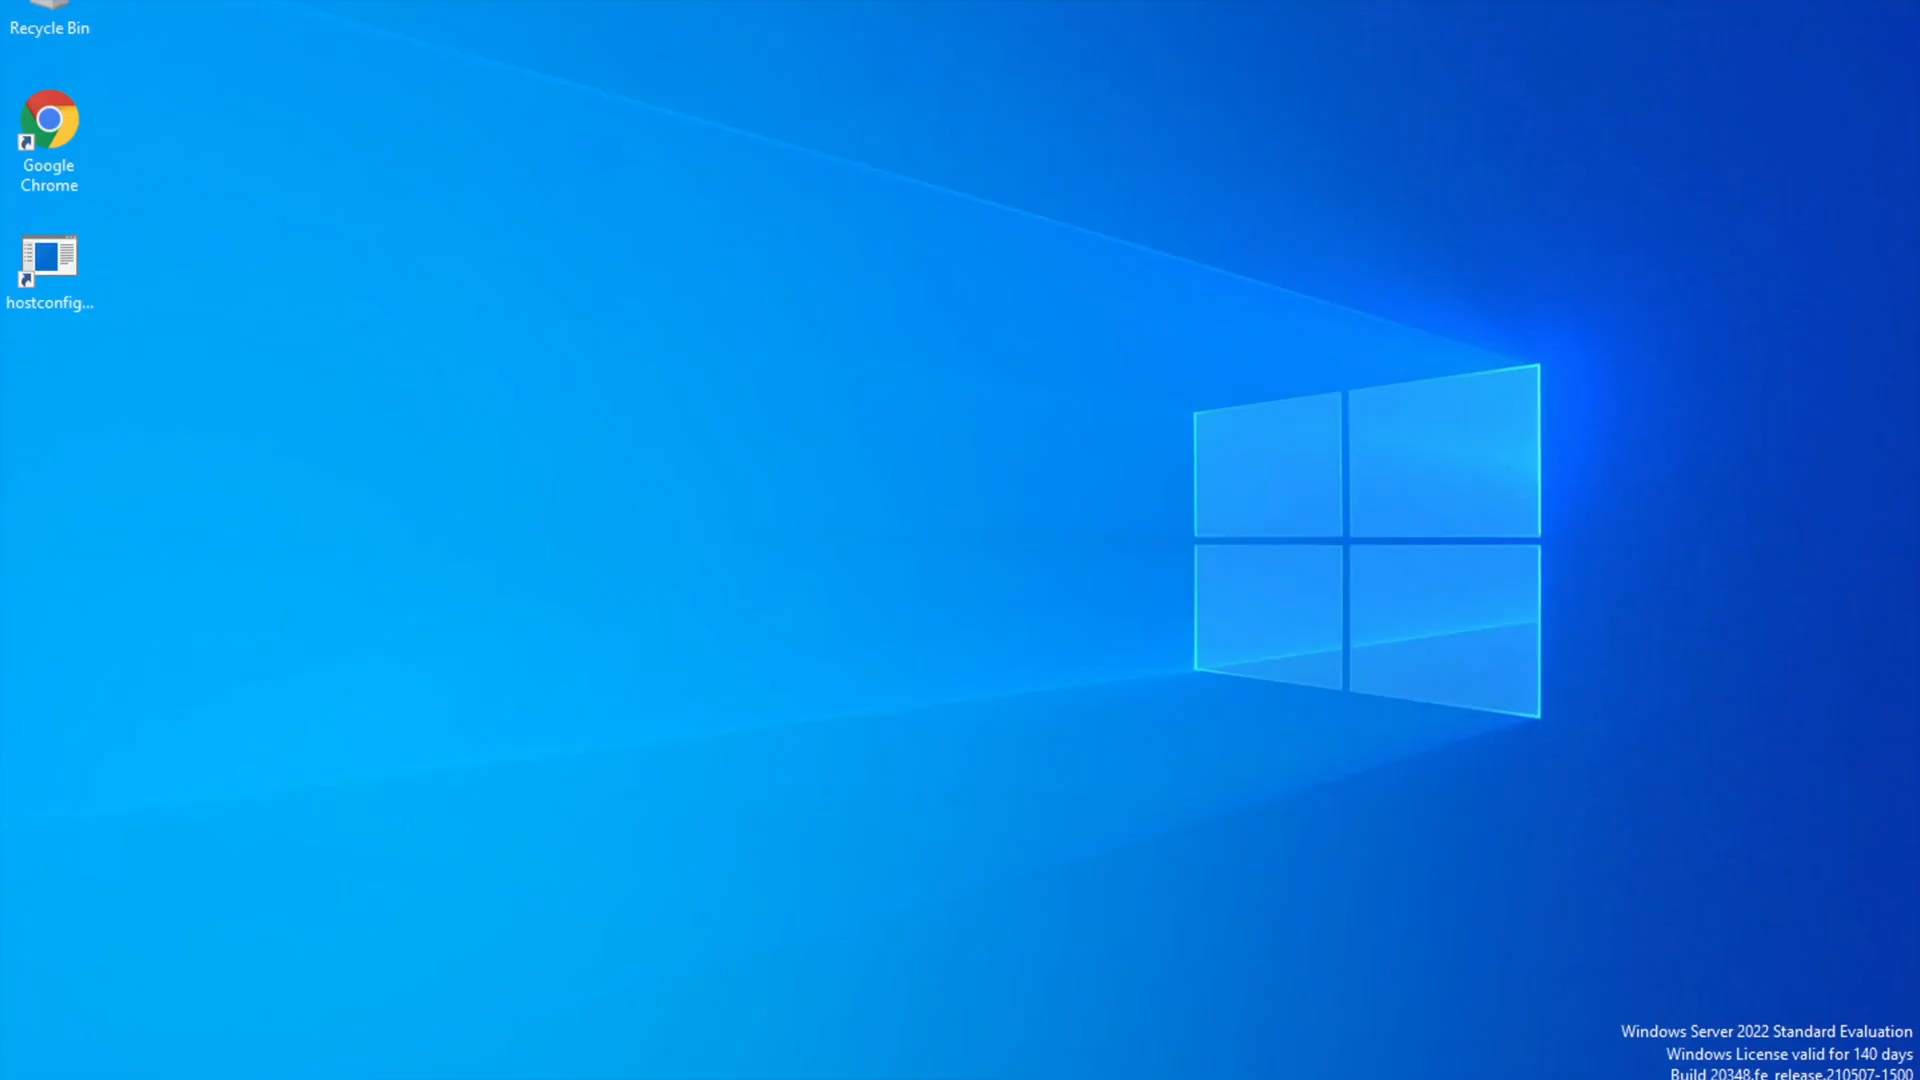 Recycle Bin
Google
Chrome
hostconfig...
Windows Server 2022 Standard Evaluation
Windows License valid for 140 days
Build 20348.fe_release.210507-1500